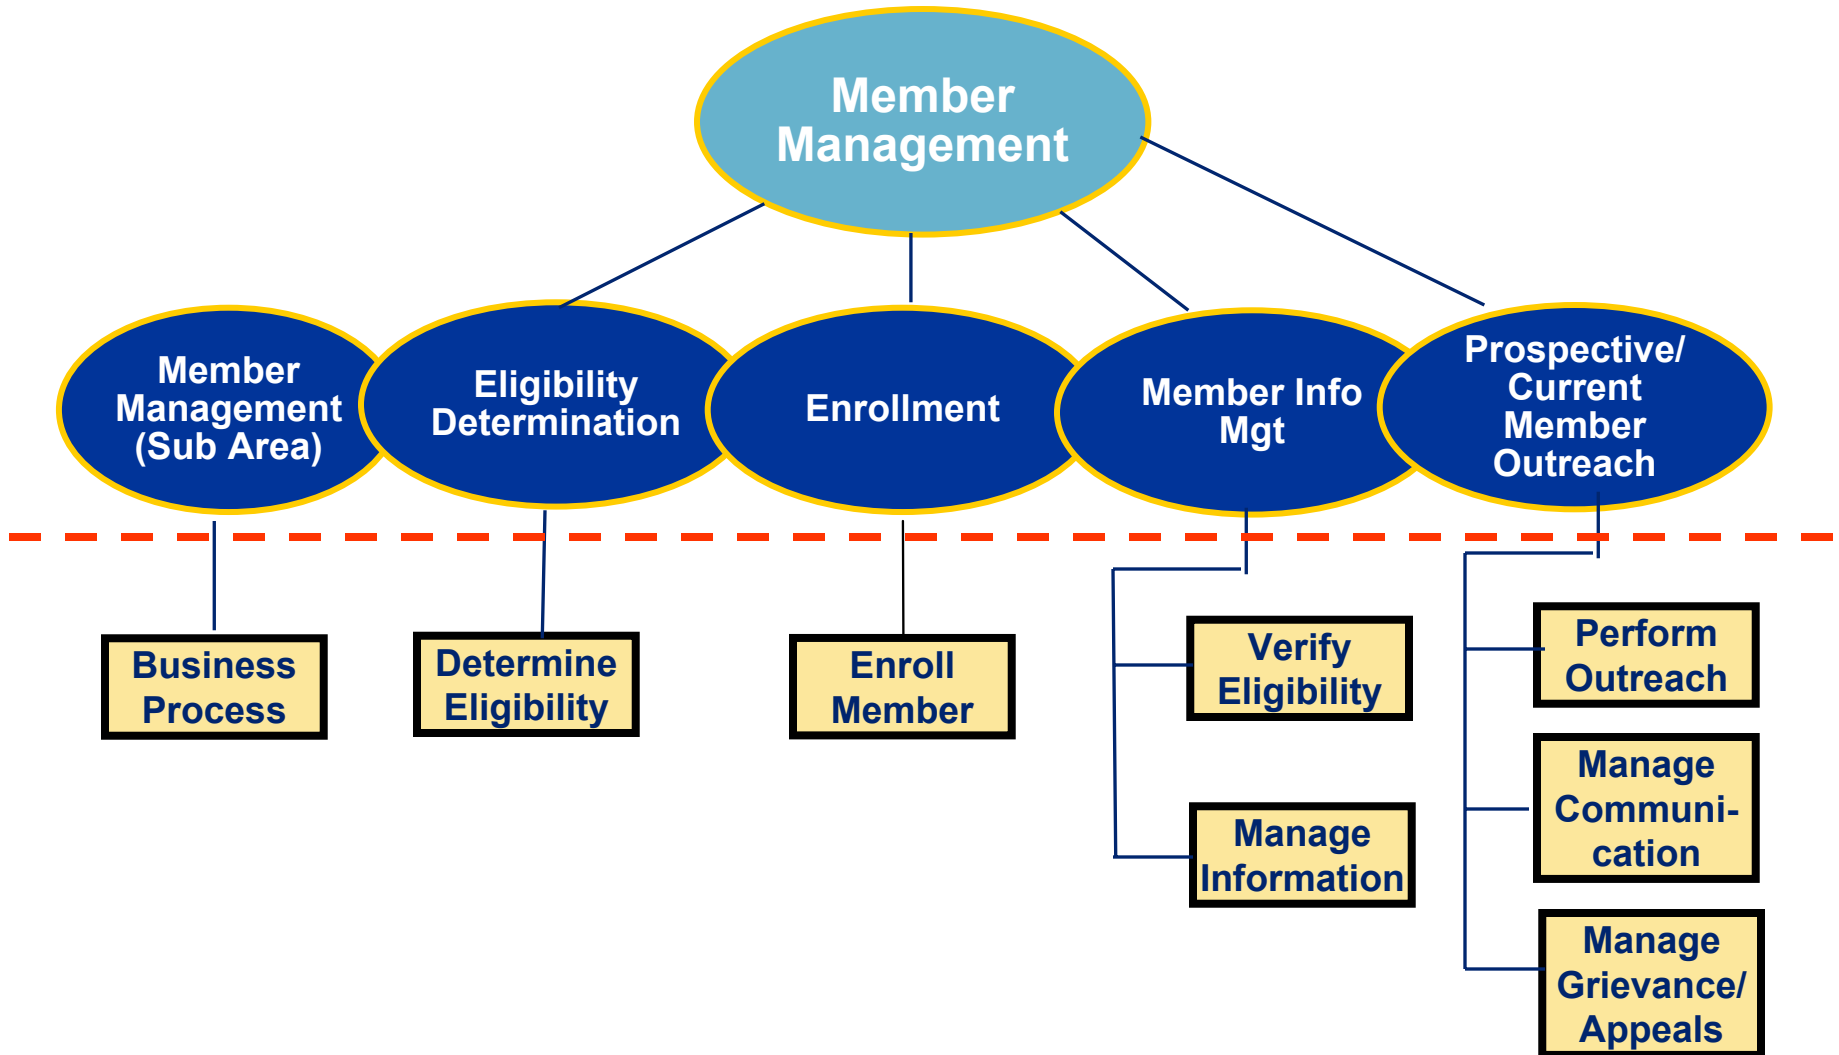 Member
Management
Member
Management
(Sub Area)
Eligibility
Determination
Enrollment
Member Info
Mgt
Prospective/
Current
Member
Outreach
Business
Process
Determine
Eligibility
Enroll
Member
Verify
Eligibility
Manage
Information
Perform
Outreach
Manage
Communi-
cation
Manage
Grievance/
Appeals